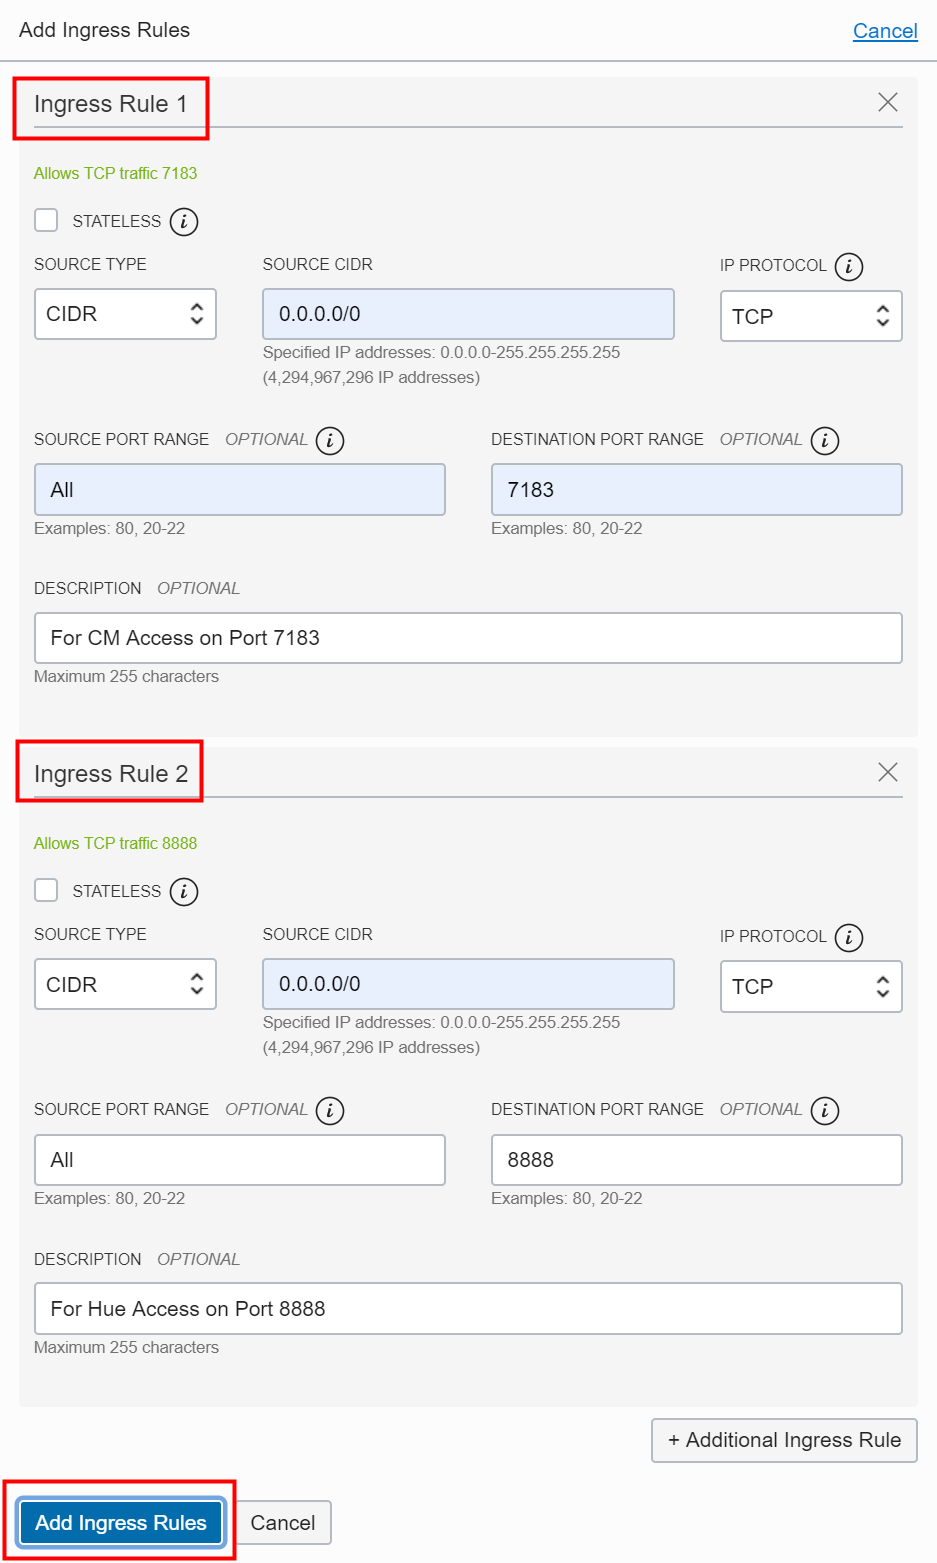 Add Ingress Rules Cancel
Ingress Rule 1
Allows TCP traffic 7183
STATELESS i
SOURCE TYPE SOURCE CIDR IP PROTOCOL i
CIDR 0.0.0.0/0 TCP
Specified IP addresses: 0.0.0.0-255.255.255.255
(4,294,967,296 IP addresses)
SOURCE PORT RANGE OPTIONAL i DESTINATION PORT RANGE OPTIONAL i
All 7183
Examples: 80, 20-22 Examples: 80, 20-22
DESCRIPTION OPTIONAL
For CM Access on Port 7183
Maximum 255 characters
Ingress Rule 2
Allows TCP traffic 8888
STATELESS i
SOURCE TYPE SOURCE CIDR IP PROTOCOL i
CIDR 0.0.0.0/0 TCP
Specified IP addresses: 0.0.0.0-255.255.255.255
(4,294,967,296 IP addresses)
SOURCE PORT RANGE OPTIONAL i DESTINATION PORT RANGE OPTIONAL i
All 8888
Examples: 80, 20-22 Examples: 80, 20-22
DESCRIPTION OPTIONAL
For Hue Access on Port 8888
Maximum 255 characters
+ Additional Ingress Rule
Add Ingress Rules Cancel